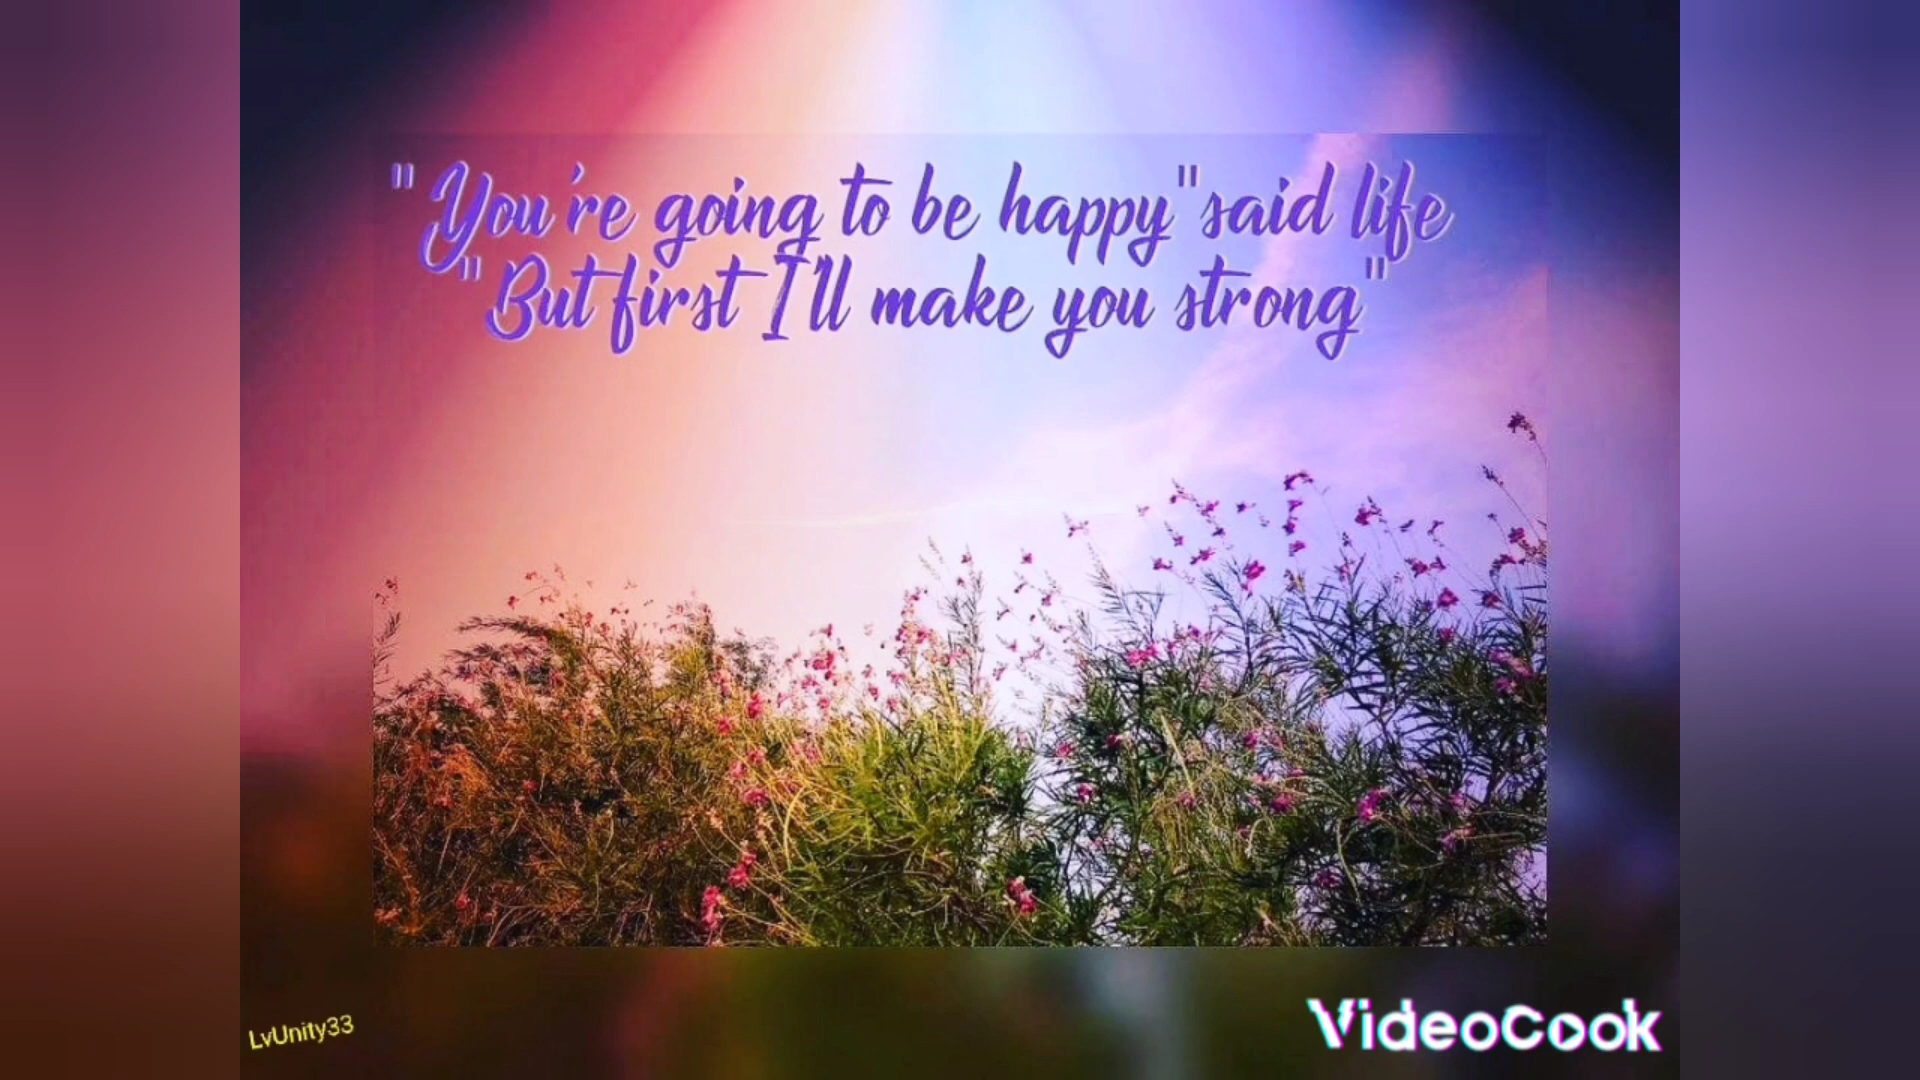 "You're going to be happy"said life
"But first I'll make you strong"
LvUnity33
VideoCook